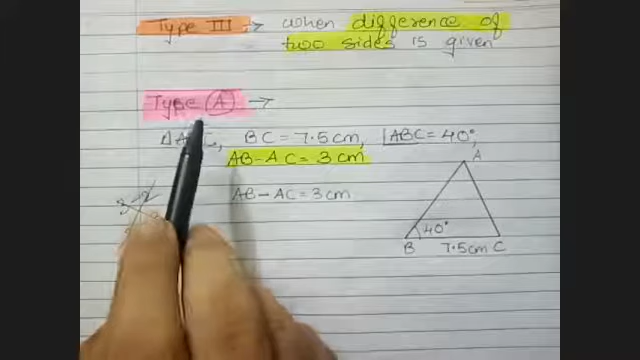 Type III → when difference of
two sides is given
Type A →
BC = 7.5 cm, ∠ABC = 40°,
AB - AC = 3 cm
AB - AC = 3 cm
A
40°
B 7.5 cm C